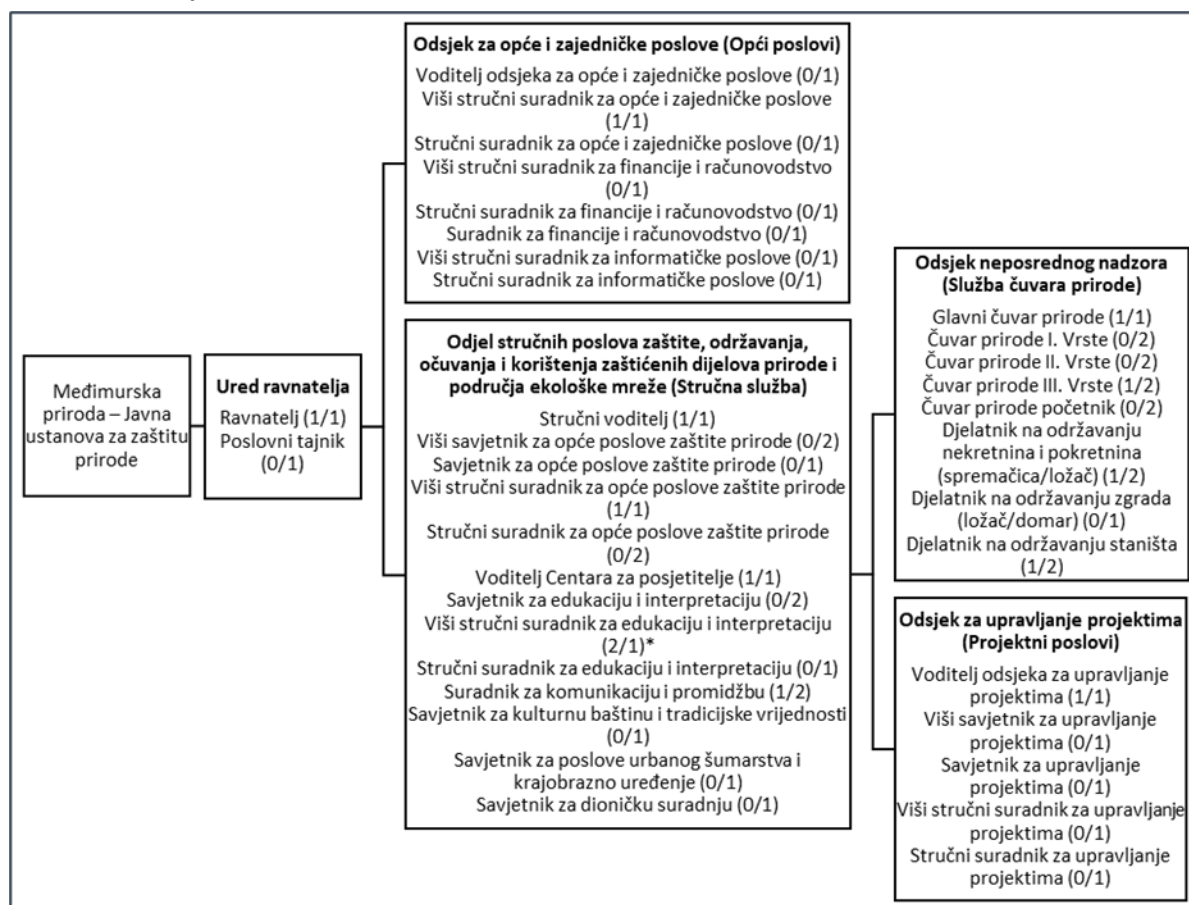 Međimurska
priroda – Javna
ustanova za zaštitu
prirode
Ured ravnatelja
Ravnatelj (1/1)
Poslovni tajnik
(0/1)
Odsjek za opće i zajedničke poslove (Opći poslovi)
Voditelj odsjeka za opće i zajedničke poslove (0/1)
Viši stručni suradnik za opće i zajedničke poslove
(1/1)
Stručni suradnik za opće i zajedničke poslove (0/1)
Viši stručni suradnik za financije i računovodstvo
(0/1)
Stručni suradnik za financije i računovodstvo (0/1)
Suradnik za financije i računovodstvo (0/1)
Viši stručni suradnik za informatičke poslove (0/1)
Stručni suradnik za informatičke poslove (0/1)
Odjel stručnih poslova zaštite, održavanja,
očuvanja i korištenja zaštićenih dijelova prirode i
područja ekološke mreže (Stručna služba)
Stručni voditelj (1/1)
Viši savjetnik za opće poslove zaštite prirode (0/2)
Savjetnik za opće poslove zaštite prirode (0/1)
Viši stručni suradnik za opće poslove zaštite prirode
(1/1)
Stručni suradnik za opće poslove zaštite prirode
(0/2)
Voditelj Centara za posjetitelje (1/1)
Savjetnik za edukaciju i interpretaciju (0/2)
Viši stručni suradnik za edukaciju i interpretaciju
(2/1)*
Stručni suradnik za edukaciju i interpretaciju (0/1)
Suradnik za komunikaciju i promidžbu (1/2)
Savjetnik za kulturnu baštinu i tradicijske vrijednosti
(0/1)
Savjetnik za poslove urbanog šumarstva i
krajobrazno uređenje (0/1)
Savjetnik za dioničku suradnju (0/1)
Odsjek neposrednog nadzora
(Služba čuvara prirode)
Glavni čuvar prirode (1/1)
Čuvar prirode I. Vrste (0/2)
Čuvar prirode II. Vrste (0/2)
Čuvar prirode III. Vrste (1/2)
Čuvar prirode početnik (0/2)
Djelatnik na održavanju
nekretnina i pokretnina
(spremačica/ložač) (1/2)
Djelatnik na održavanju zgrada
(ložač/domar) (0/1)
Djelatnik na održavanju staništa
(1/2)
Odsjek za upravljanje projektima
(Projektni poslovi)
Voditelj odsjeka za upravljanje
projektima (1/1)
Viši savjetnik za upravljanje
projektima (0/1)
Savjetnik za upravljanje
projektima (0/1)
Viši stručni suradnik za upravljanje
projektima (0/1)
Stručni suradnik za upravljanje
projektima (0/1)